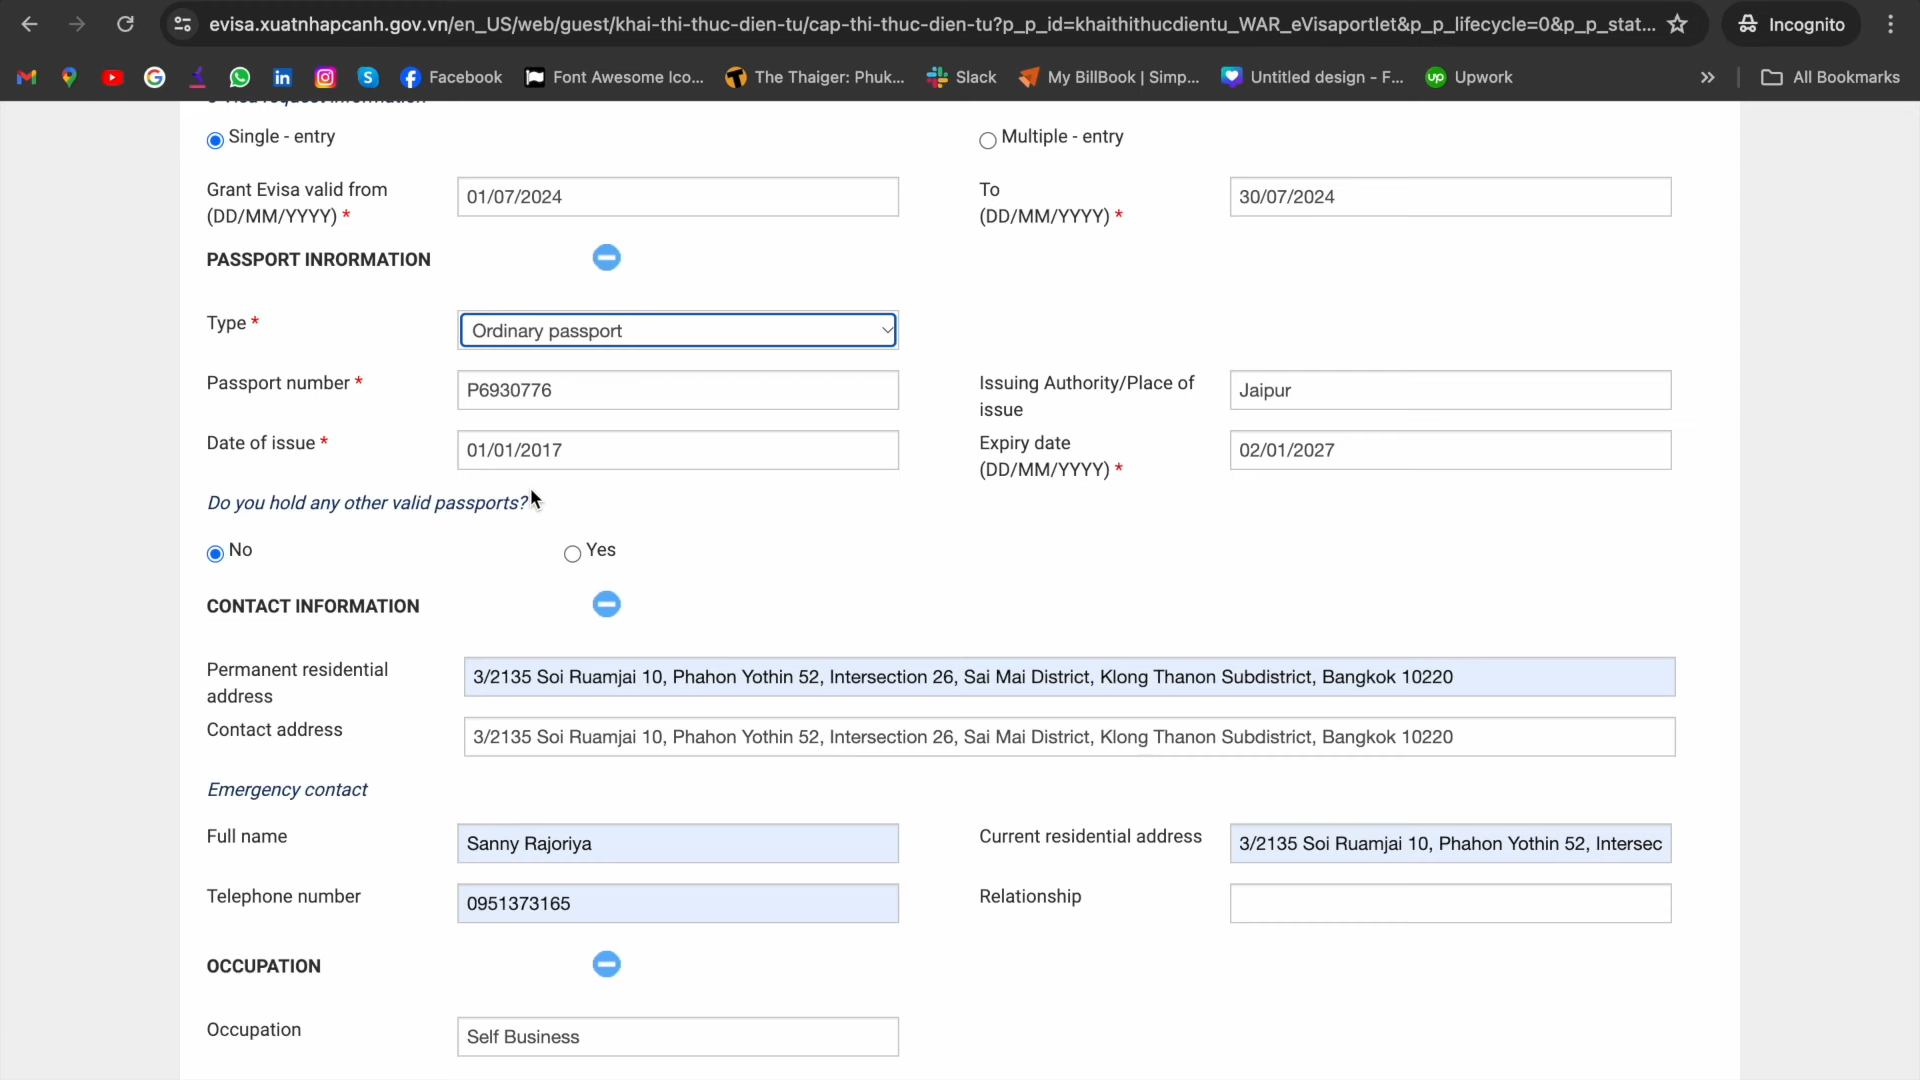 evisa.xuatnhapcanh.gov.vn/en_US/web/guest/khai-thi-thuc-dien-tu/cap-thi-thuc-dien-tu?p_p_id=khaithithucdientu_WAR_eVisaportlet&p_p_lifecycle=0&p_p_stat... Incognito
Facebook Font Awesome Ico... The Thaiger: Phuk... Slack My BillBook | Simp... Untitled design - F... up Upwork » All Bookmarks
Single - entry Multiple - entry
Grant Evisa valid from 01/07/2024 To 30/07/2024
(DD/MM/YYYY) * (DD/MM/YYYY) *
PASSPORT INRORMATION
Type * Ordinary passport
Passport number * P6930776 Issuing Authority/Place of Jaipur
issue
Date of issue * 01/01/2017 Expiry date 02/01/2027
(DD/MM/YYYY) *
Do you hold any other valid passports?
No Yes
CONTACT INFORMATION
Permanent residential 3/2135 Soi Ruamjai 10, Phahon Yothin 52, Intersection 26, Sai Mai District, Klong Thanon Subdistrict, Bangkok 10220
address
Contact address 3/2135 Soi Ruamjai 10, Phahon Yothin 52, Intersection 26, Sai Mai District, Klong Thanon Subdistrict, Bangkok 10220
Emergency contact
Full name Sanny Rajoriya Current residential address 3/2135 Soi Ruamjai 10, Phahon Yothin 52, Intersec
Telephone number 0951373165 Relationship
OCCUPATION
Occupation Self Business